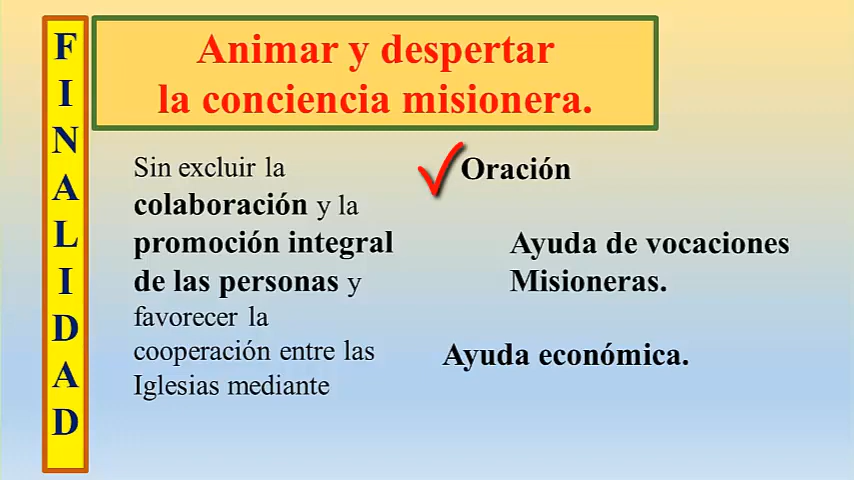 FINALIDAD
Animar y despertar
la conciencia misionera.
Sin excluir la
colaboración y la
promoción integral
de las personas y
favorecer la
cooperación entre las
Iglesias mediante
Oración
Ayuda de vocaciones
Misioneras.
Ayuda económica.